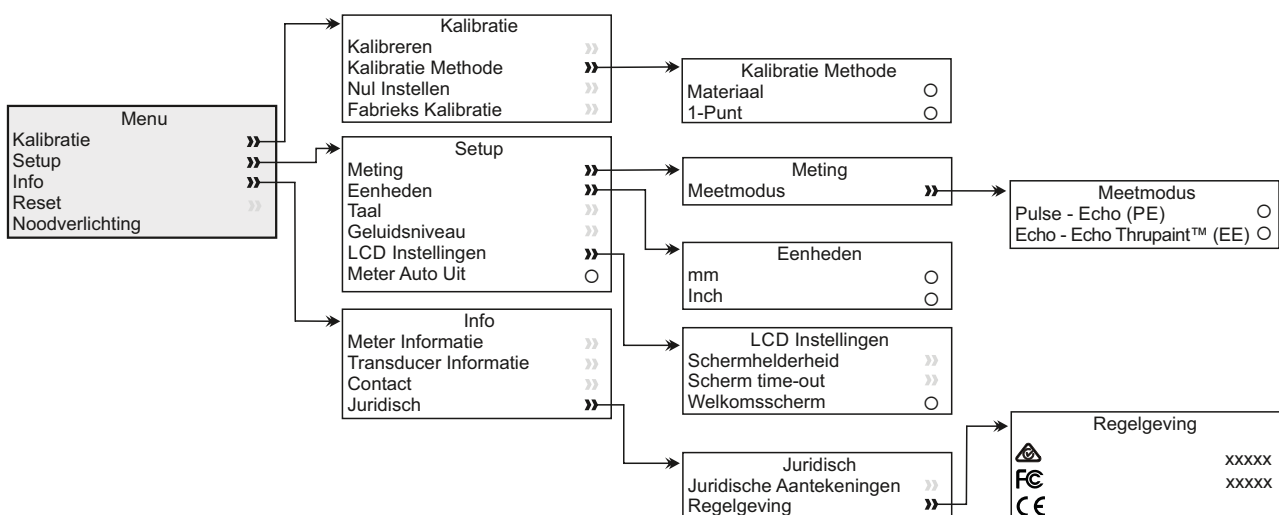 Menu
Kalibratie
Setup
Info
Reset
Noodverlichting
Kalibratie
Kalibreren
Kalibratie Methode
Nul Instellen
Fabrieks Kalibratie
Kalibratie Methode
Materiaal
1-Punt
Setup
Meting
Eenheden
Taal
Geluidsniveau
LCD Instellingen
Meter Auto Uit
Meting
Meetmodus
Meetmodus
Pulse - Echo (PE)
Echo - Echo Thrupaint™ (EE)
Eenheden
mm
Inch
LCD Instellingen
Schermhelderheid
Scherm time-out
Welkomsscherm
Info
Meter Informatie
Transducer Informatie
Contact
Juridisch
Juridisch
Juridische Aantekeningen
Regelgeving
Regelgeving
xxxxx
FC xxxxx
CE